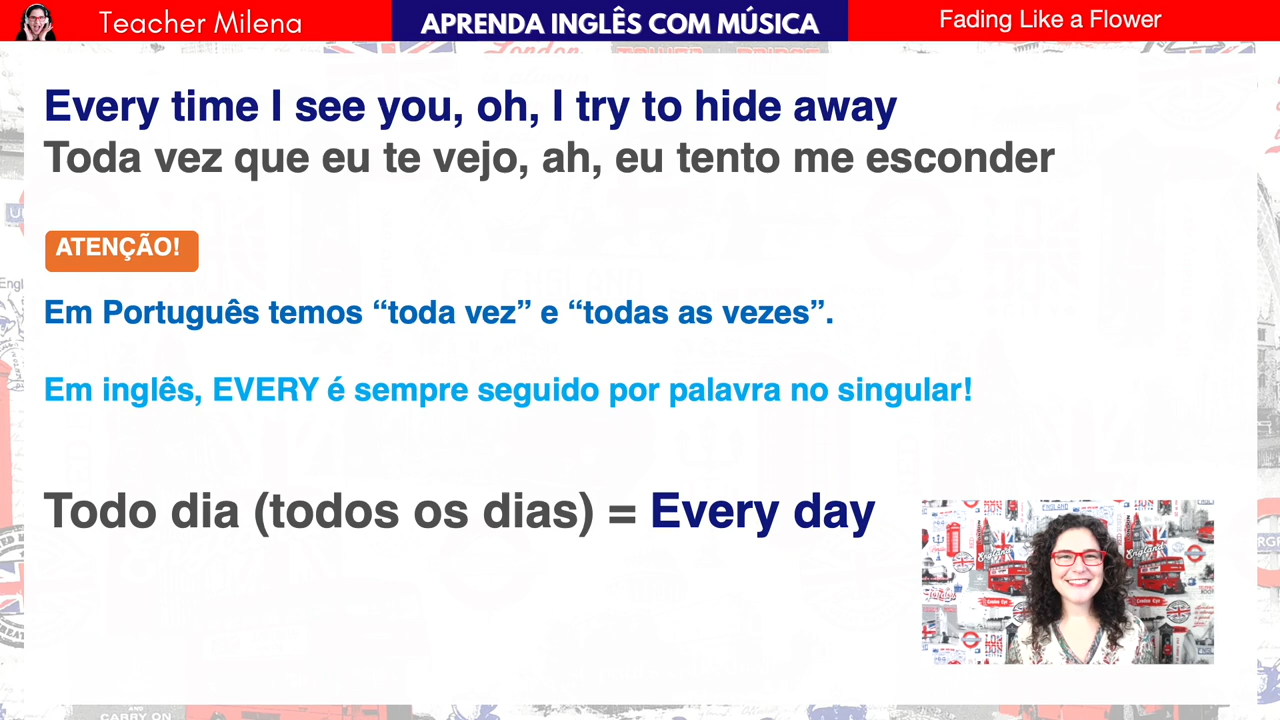 Teacher Milena
APRENDA INGLÊS COM MÚSICA
Fading Like a Flower
Every time I see you, oh, I try to hide away
Toda vez que eu te vejo, ah, eu tento me esconder
ATENÇÃO!
Em Português temos “toda vez” e “todas as vezes”.
Em inglês, EVERY é sempre seguido por palavra no singular!
Todo dia (todos os dias) = Every day